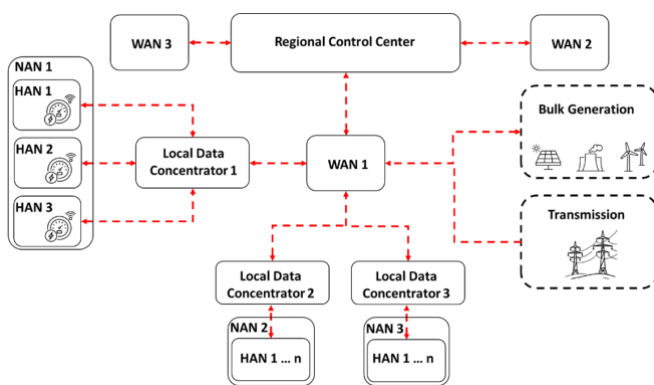 WAN 3
Regional Control Center
WAN 2
NAN 1
HAN 1
HAN 2
HAN 3
Local Data
Concentrator 1
WAN 1
Bulk Generation
Transmission
Local Data
Concentrator 2
Local Data
Concentrator 3
NAN 2
HAN 1 ... n
NAN 3
HAN 1 ... n